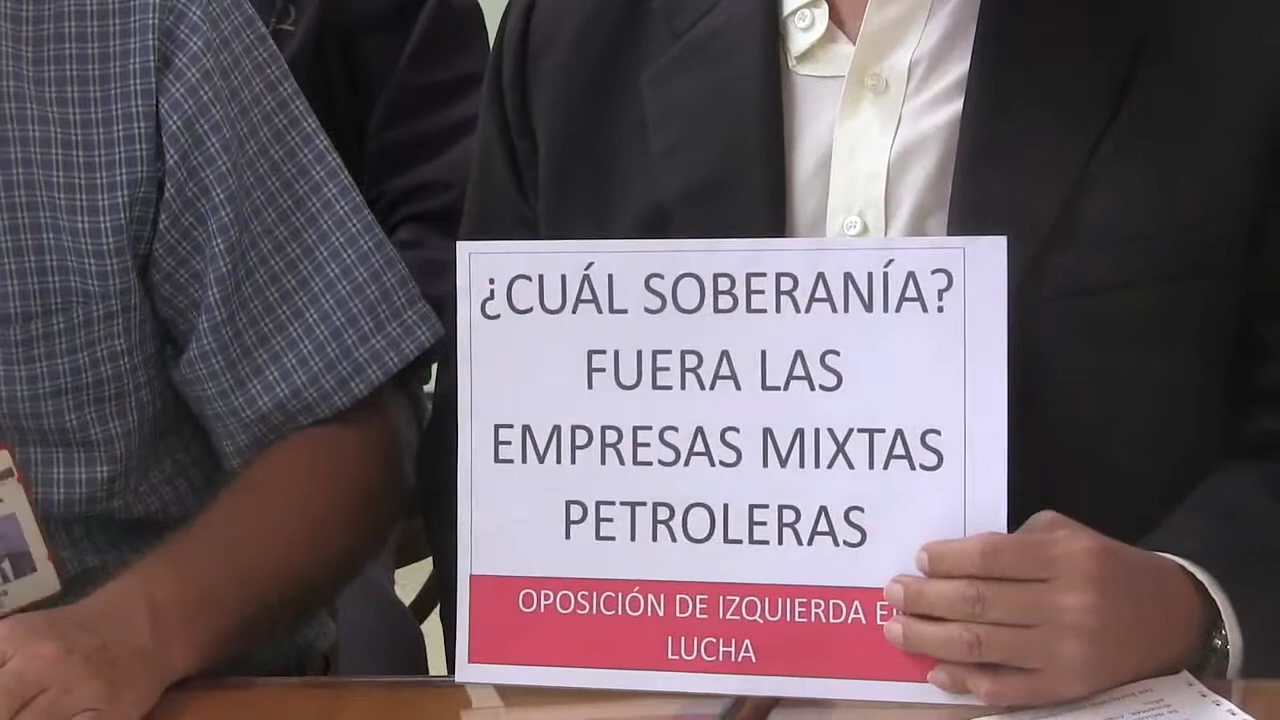 ¿CUÁL SOBERANÍA?
FUERA LAS
EMPRESAS MIXTAS
PETROLERAS
OPOSICIÓN DE IZQUIERDA
LUCHA